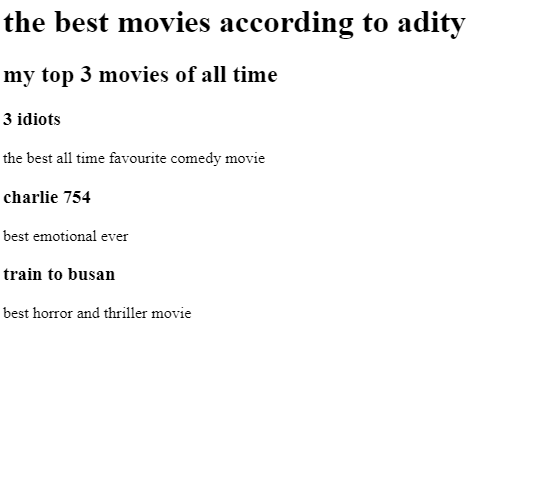 the best movies according to adity
my top 3 movies of all time
3 idiots
the best all time favourite comedy movie
charlie 754
best emotional ever
train to busan
best horror and thriller movie